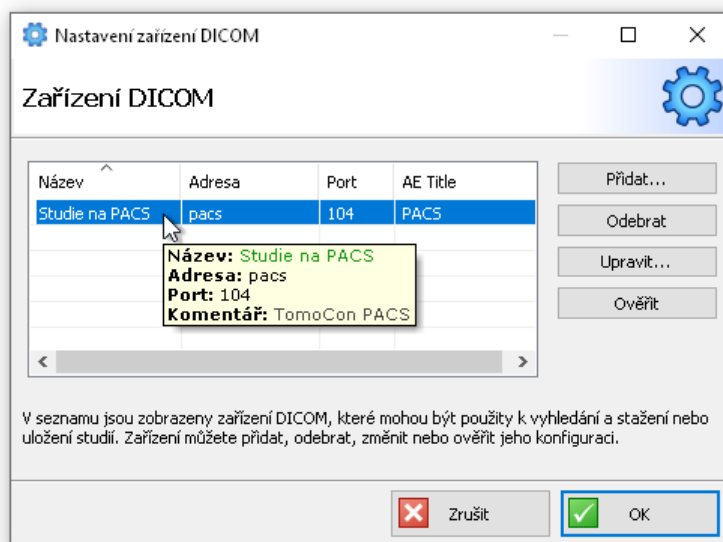 Nastavení zařízení DICOM
Zařízení DICOM
Název Adresa Port AE Title
Studie na PACS pacs 104 PACS
Název: Studie na PACS
Adresa: pacs
Port: 104
Komentář: TomoCon PACS
Přidat...
Odebrat
Upravit...
Ověřit
V seznamu jsou zobrazeny zařízení DICOM, které mohou být použity k vyhledání a stažení nebo
uložení studií. Zařízení můžete přidat, odebrat, změnit nebo ověřit jeho konfiguraci.
Zrušit OK